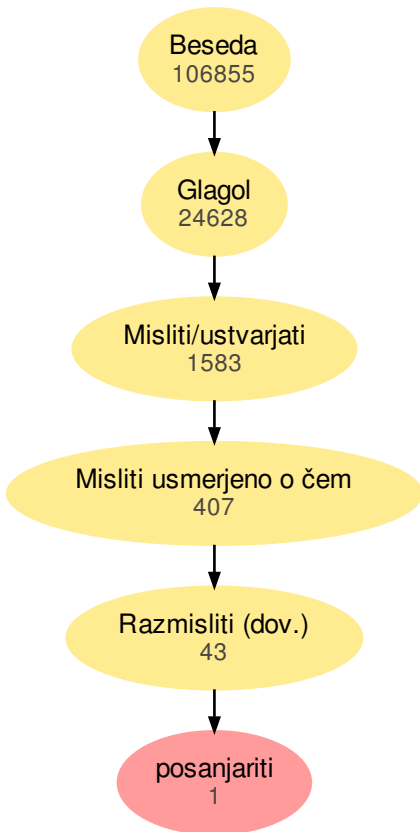 Beseda
106855
Glagol
24628
Misliti/ustvarjati
1583
Misliti usmerjeno o čem
407
Razmisliti (dov.)
43
posanjariti
1